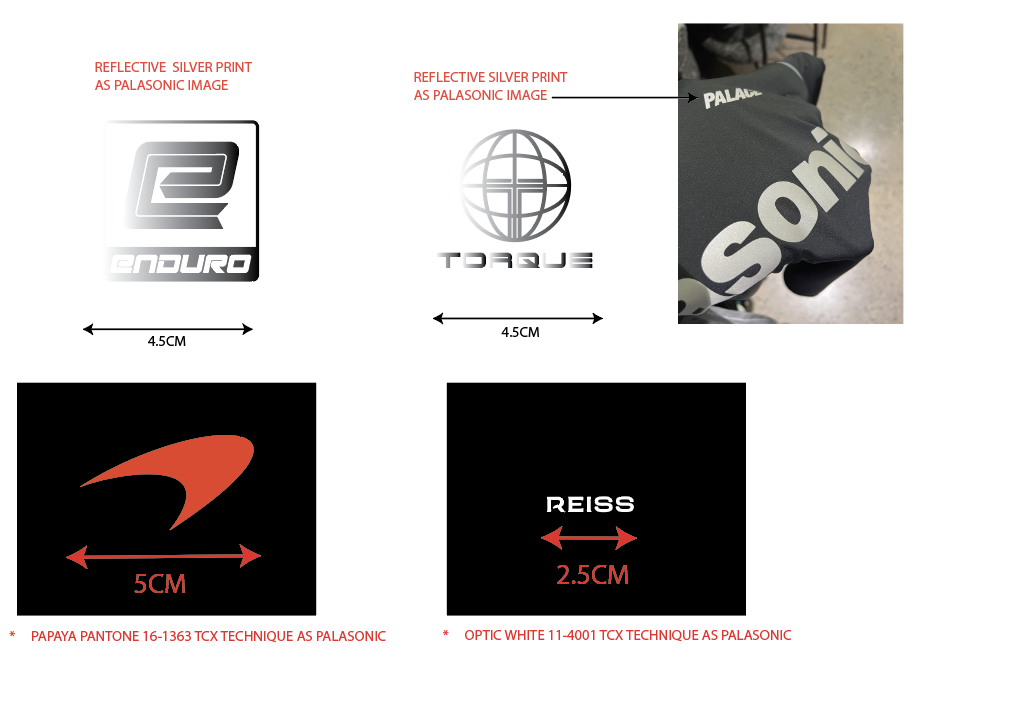 REFLECTIVE  SILVER PRINT
AS PALASONIC IMAGE
REFLECTIVE SILVER PRINT
AS PALASONIC IMAGE
PALACE
sonic
ENDURO
TORQUE
4.5CM
4.5CM
REISS
5CM
2.5CM
*    PAPAYA PANTONE 16-1363 TCX TECHNIQUE AS PALASONIC
*    OPTIC WHITE 11-4001 TCX TECHNIQUE AS PALASONIC